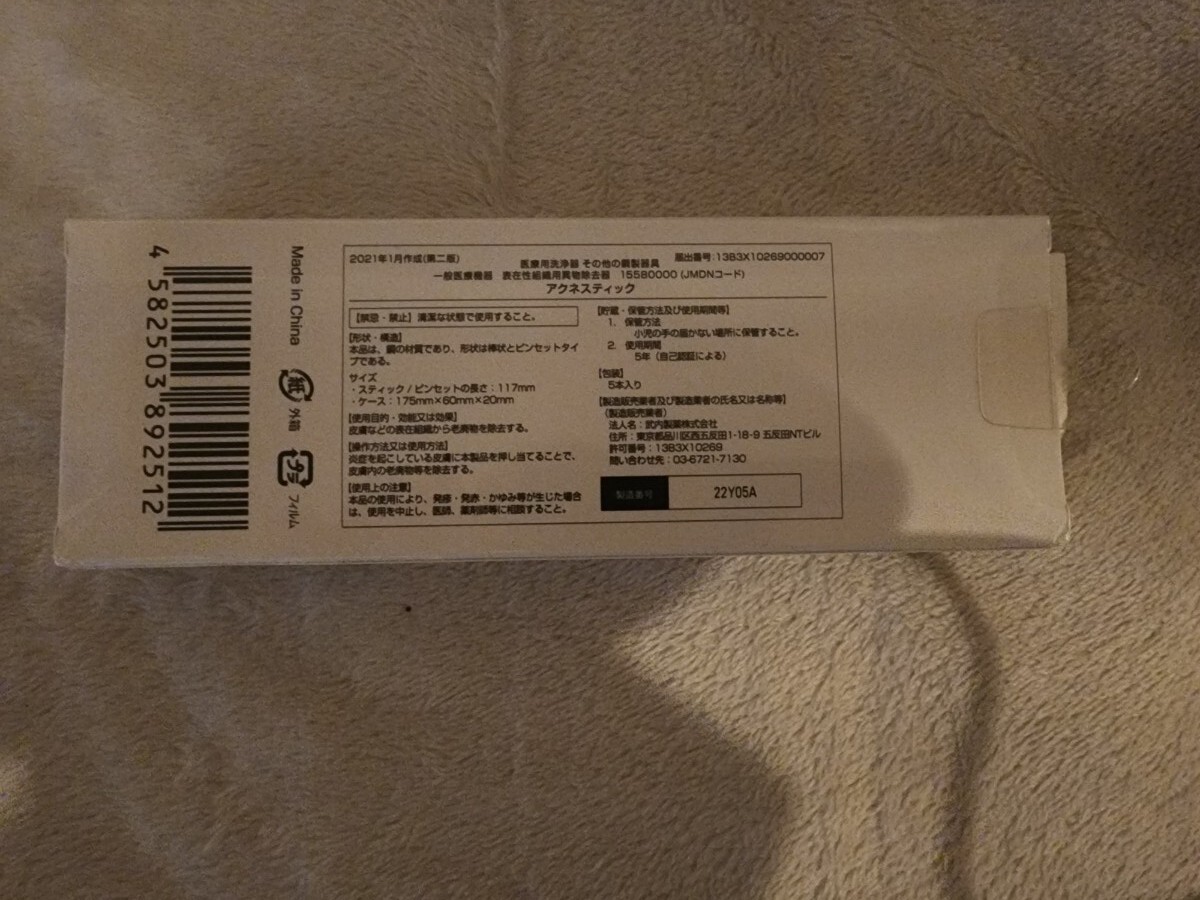 4 582503 892512
Made in China
紙
外箱
プラ
フィルム
2021年1月作成(第二版)
医療用洗浄器 その他の鋼製器具
届出番号:13B3X10269000007
一般医療機器 表在性組織用異物除去器 15580000 (JMDNコード)
アクネスティック
【禁忌・禁止】清潔な状態で使用すること。
【形状・構造】
本品は、鋼の材質であり、形状は棒状とピンセットタイ
プである。
サイズ
・スティック/ピンセットの長さ:117mm
・ケース:175mm×60mm×20mm
【使用目的・効能又は効果】
皮膚などの表在組織から老廃物を除去する。
【操作方法又は使用方法】
炎症を起こしている皮膚に本製品を押し当てることで、
皮膚内の老廃物等を除去する。
【使用上の注意】
本品の使用により、発疹・発赤・かゆみ等が生じた場合
は、使用を中止し、医師、薬剤師等に相談すること。
【貯蔵・保管方法及び使用期間等】
1. 保管方法
小児の手の届かない場所に保管すること。
2. 使用期間
5年(自己認証による)
【包装】
5本入り
【製造販売業者及び製造業者の氏名又は名称等】
(製造販売業者)
法人名:武内製薬株式会社
住所:東京都品川区西五反田1-18-9 五反田NTビル
許可番号:13B3X10269
問い合わせ先:03-6721-7130
製造番号 22Y05A